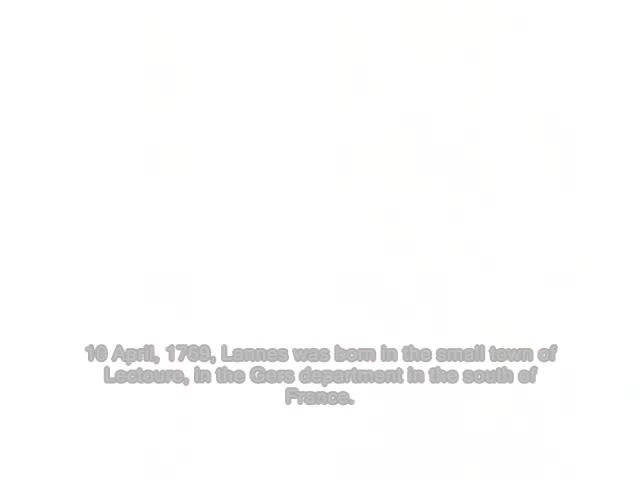 10 April, 1769, Lannes was born in the small town of
Lectoure, in the Gers department in the south of
France.